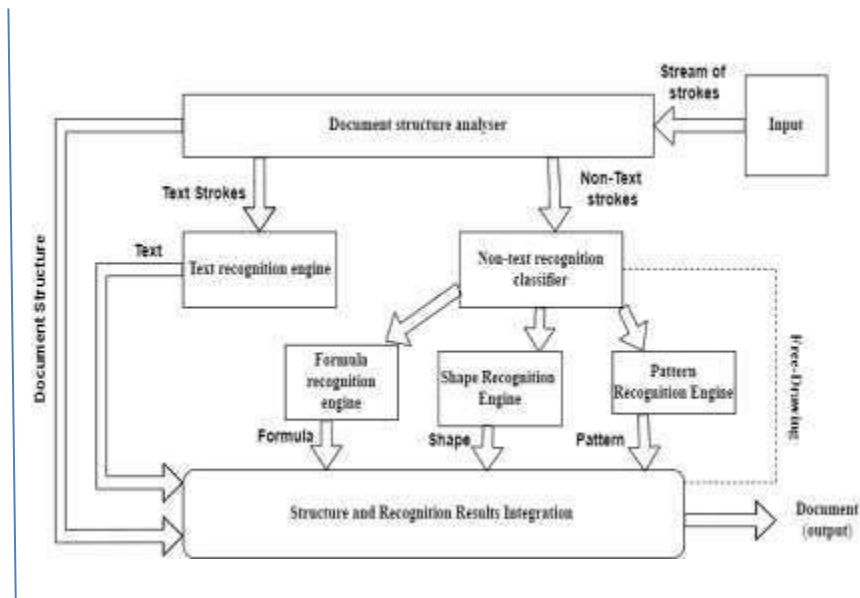 Stream of
strokes
Input
Document structure analyser
Text Strokes
Non-Text
strokes
Text
Text recognition engine
Non-text recognition
classifier
Document Structure
Free-Drawing
Formula
recognition
engine
Shape Recognition
Engine
Pattern
Recognition Engine
Formula
Shape
Pattern
Structure and Recognition Results Integration
Document
(output)